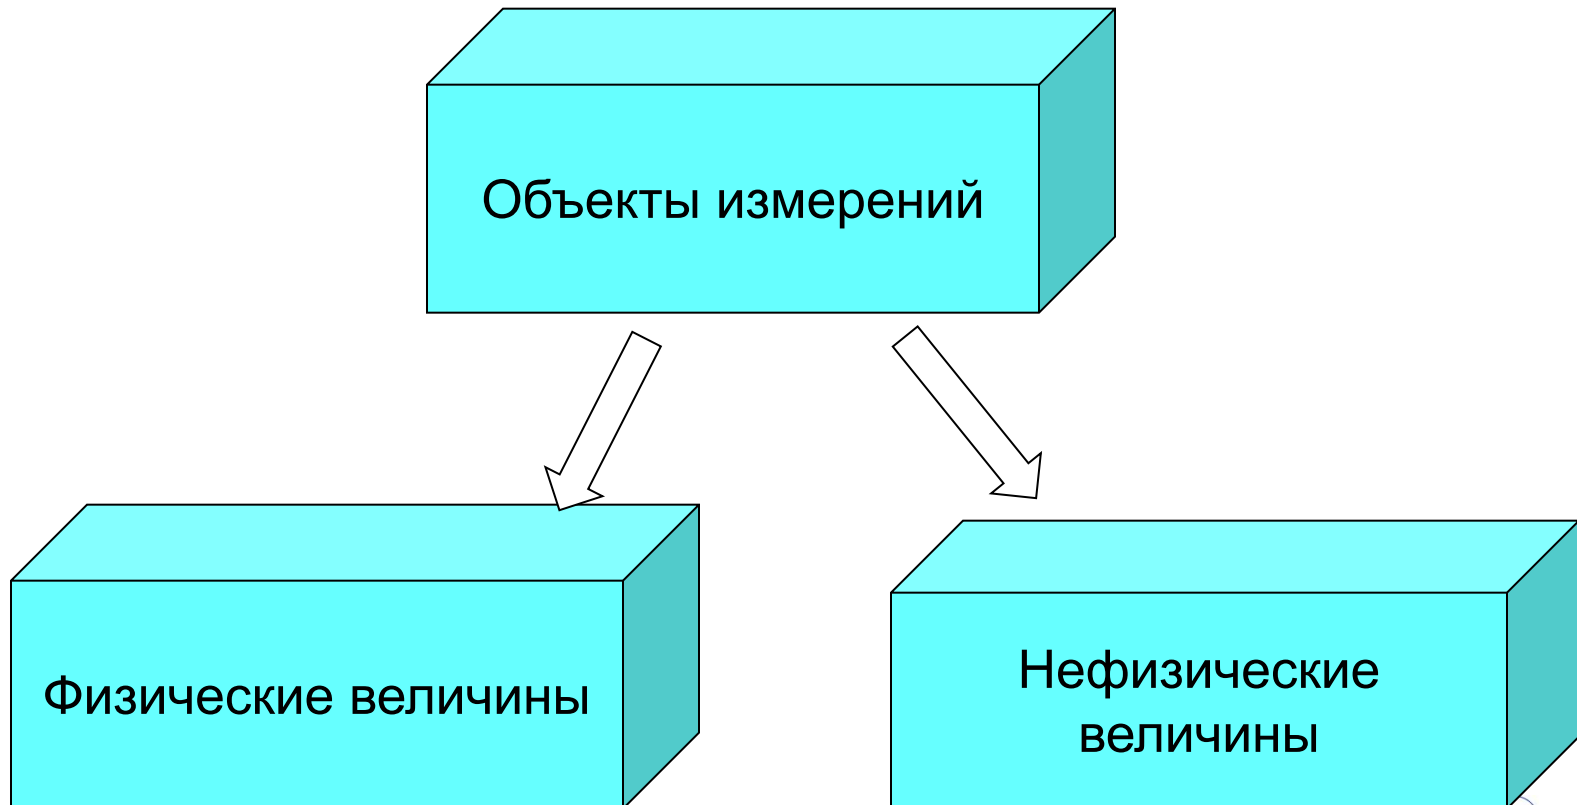 Объекты измерений
Физические величины
Нефизические
величины